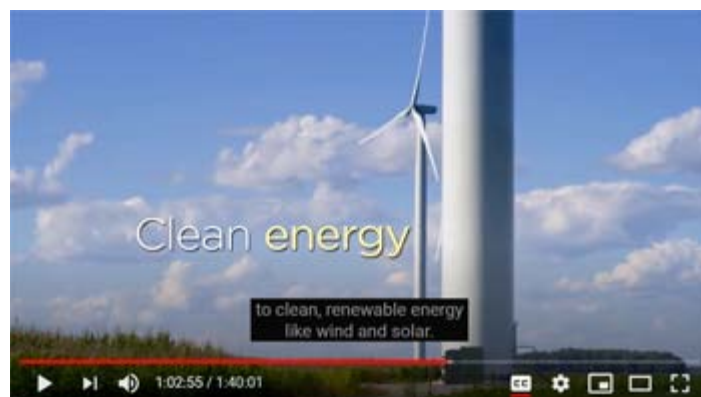 Clean energy
to clean, renewable energy
like wind and solar.
1:02:55 / 1:40:01
CC